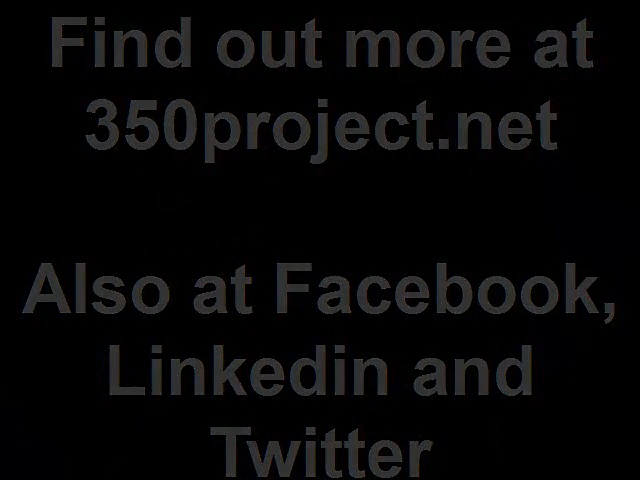 Find out more at
350project.net
Also at Facebook,
Linkedin and
Twitter